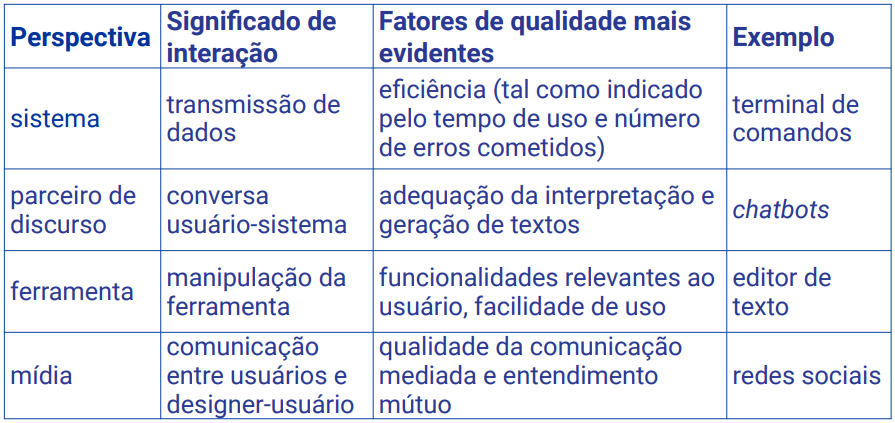 Perspectiva
Significado de
interação
Fatores de qualidade mais
evidentes
Exemplo
sistema
transmissão de
dados
eficiência (tal como indicado
pelo tempo de uso e número
de erros cometidos)
terminal de
comandos
parceiro de
discurso
conversa
usuário-sistema
adequação da interpretação e
geração de textos
chatbots
ferramenta
manipulação da
ferramenta
funcionalidades relevantes ao
usuário, facilidade de uso
editor de
texto
mídia
comunicação
entre usuários e
designer-usuário
qualidade da comunicação
mediada e entendimento
mútuo
redes sociais